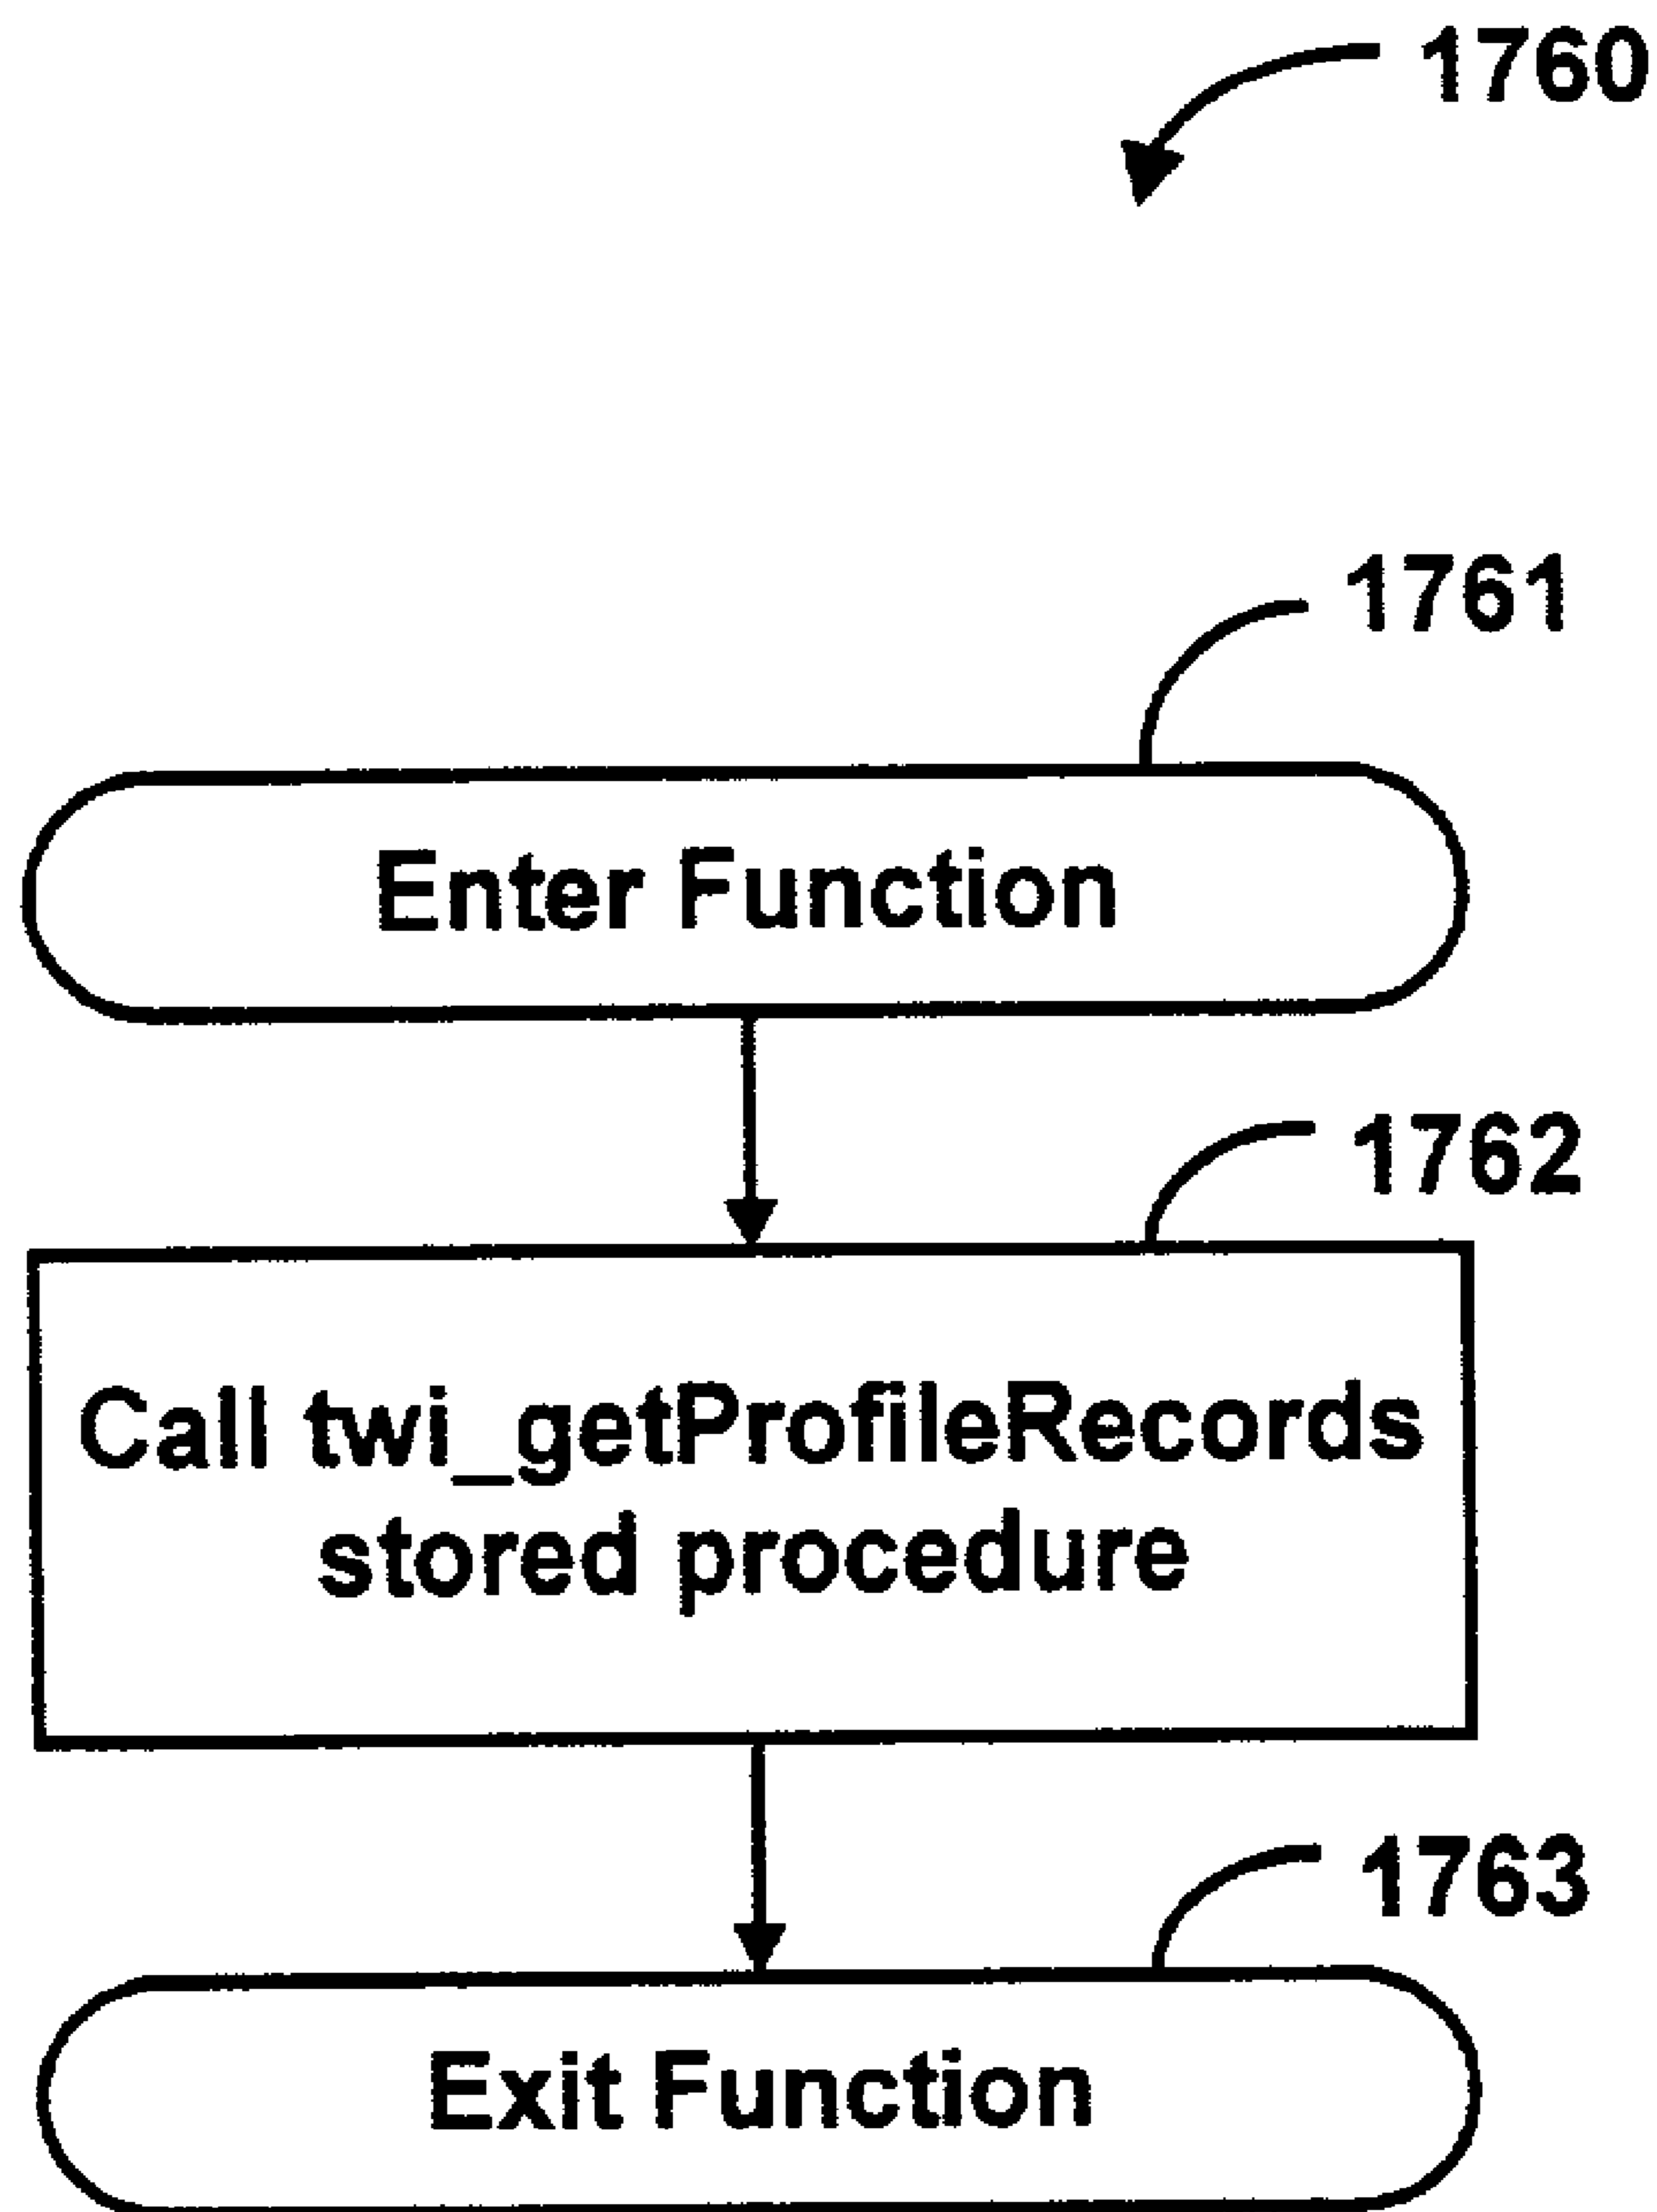 1760
1761
Enter Function
1762
Call twi_getProfileRecords
stored procedure
1763
Exit Function